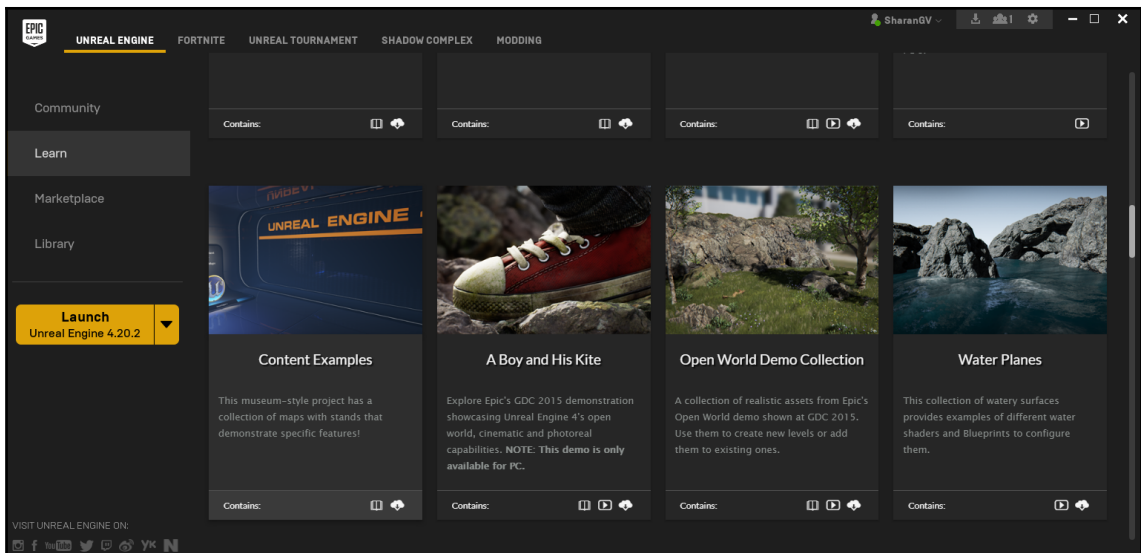 EPIC
GAMES
UNREAL ENGINE
FORTNITE
UNREAL TOURNAMENT
SHADOW COMPLEX
MODDING
SharanGV
1
Community
Learn
Marketplace
Library
Launch
Unreal Engine 4.20.2
Contains:
Contains:
Contains:
Contains:
UNREAL ENGINE 4
Content Examples
This museum-style project has a
collection of maps with stands that
demonstrate specific features!
Contains:
A Boy and His Kite
Explore Epic's GDC 2015 demonstration
showcasing Unreal Engine 4's open
world, cinematic and photoreal
capabilities. NOTE: This demo is only
available for PC.
Contains:
Open World Demo Collection
A collection of realistic assets from Epic's
Open World demo shown at GDC 2015.
Use them to create new levels or add
them to existing ones.
Contains:
Water Planes
This collection of watery surfaces
provides examples of different water
shaders and Blueprints to configure
them.
Contains:
VISIT UNREAL ENGINE ON:
You Tube